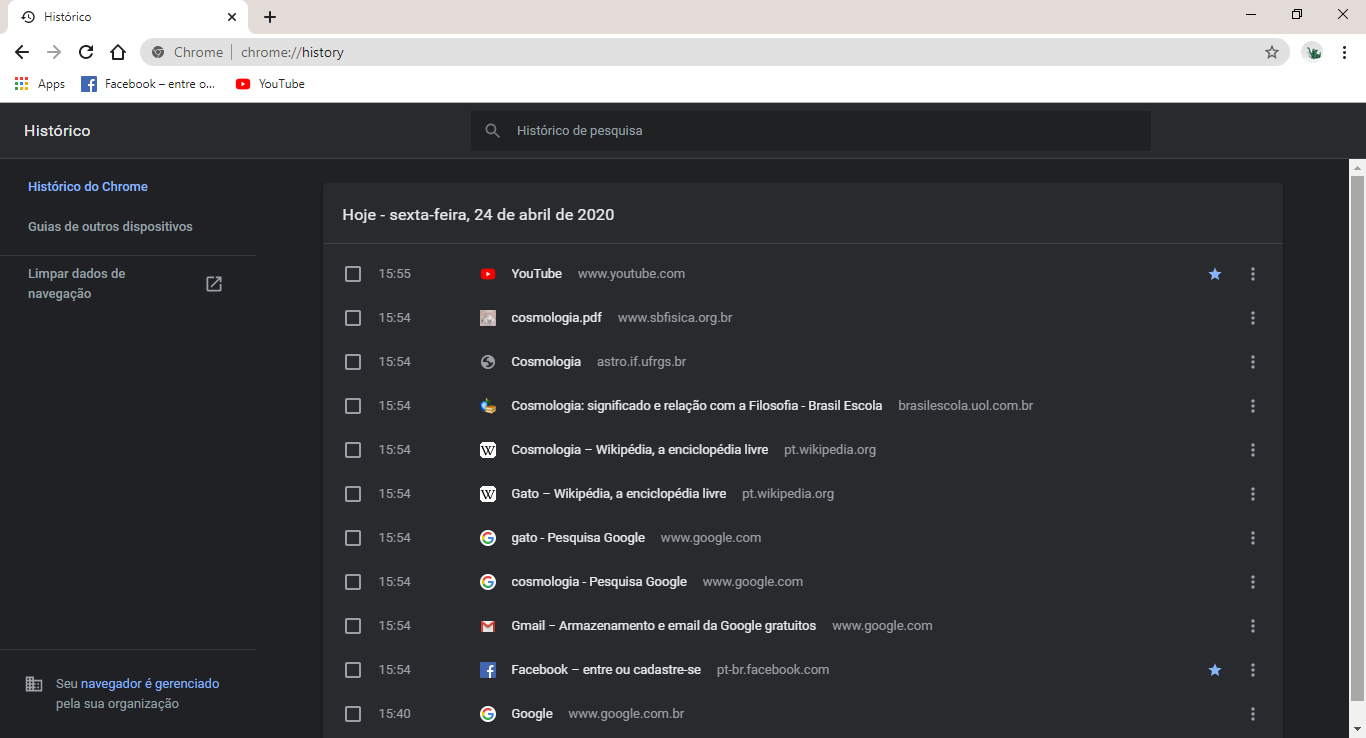 Histórico
Chrome chrome://history
Apps Facebook – entre o... YouTube
Histórico Histórico de pesquisa
Histórico do Chrome
Guias de outros dispositivos
Limpar dados de
navegação
Hoje - sexta-feira, 24 de abril de 2020
15:55 YouTube www.youtube.com
15:54 cosmologia.pdf www.sbfisica.org.br
15:54 Cosmologia astro.if.ufrgs.br
15:54 Cosmologia: significado e relação com a Filosofia - Brasil Escola brasilescola.uol.com.br
15:54 Cosmologia – Wikipédia, a enciclopédia livre pt.wikipedia.org
15:54 Gato – Wikipédia, a enciclopédia livre pt.wikipedia.org
15:54 gato - Pesquisa Google www.google.com
15:54 cosmologia - Pesquisa Google www.google.com
15:54 Gmail – Armazenamento e email da Google gratuitos www.google.com
15:54 Facebook – entre ou cadastre-se pt-br.facebook.com
15:40 Google www.google.com.br
Seu navegador é gerenciado
pela sua organização